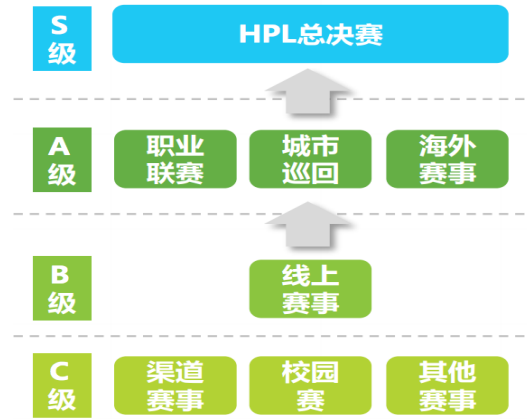 S
级
HPL总决赛
A
级
职业
联赛
城市
巡回
海外
赛事
B
级
线上
赛事
C
级
渠道
赛事
校园
赛
其他
赛事